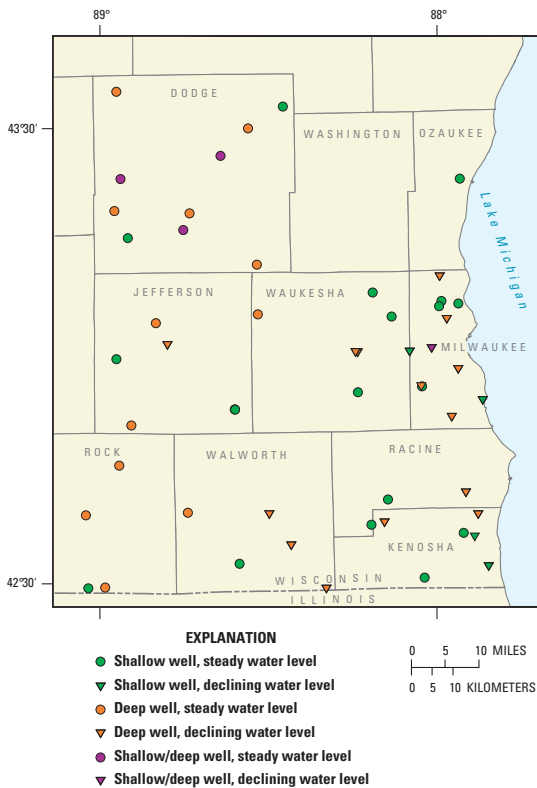 89°
88°
DODGE
43°30'
WASHINGTON
OZAUKEE
Lake Michigan
JEFFERSON
WAUKESHA
MILWAUKEE
ROCK
WALWORTH
RACINE
KENOSHA
42°30'
WISCONSIN
ILLINOIS
EXPLANATION
Shallow well, steady water level
Shallow well, declining water level
Deep well, steady water level
Deep well, declining water level
Shallow/deep well, steady water level
Shallow/deep well, declining water level
0 5 10 MILES
0 5 10 KILOMETERS